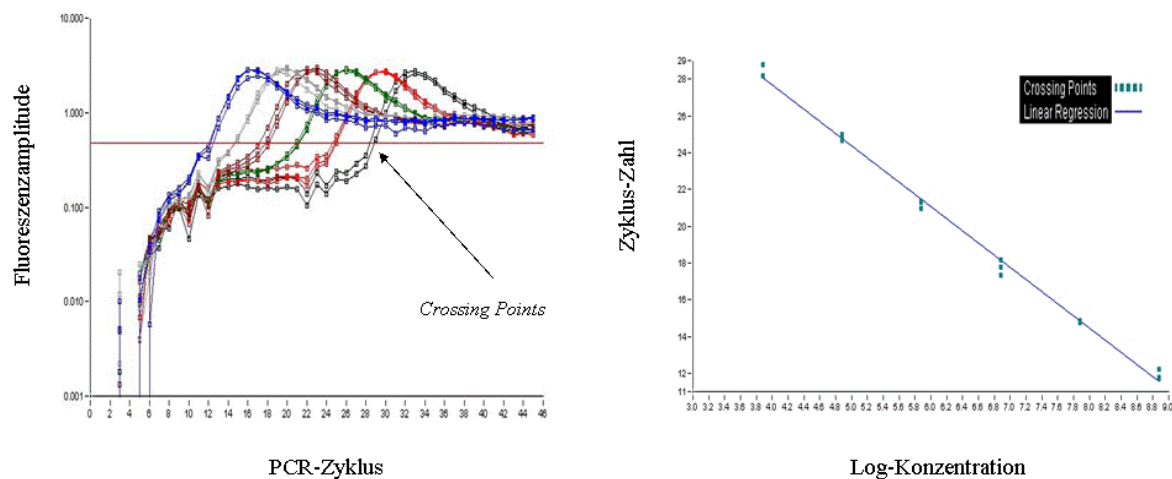 10.000
1.000
0.100
0.010
0.001
Fluoreszenzamplitude
0 2 4 6 8 10 12 14 16 18 20 22 24 26 28 30 32 34 36 38 40 42 44 46
PCR-Zyklus
Crossing Points
29
28
26
24
22
20
18
16
14
12
11
Zyklus-Zahl
Crossing Points
Linear Regression
3.0 3.2 3.4 3.6 3.8 4.0 4.2 4.4 4.6 4.8 5.0 5.2 5.4 5.6 5.8 6.0 6.2 6.4 6.6 6.8 7.0 7.2 7.4 7.6 7.8 8.0 8.2 8.4 8.6 8.8 9.0
Log-Konzentration